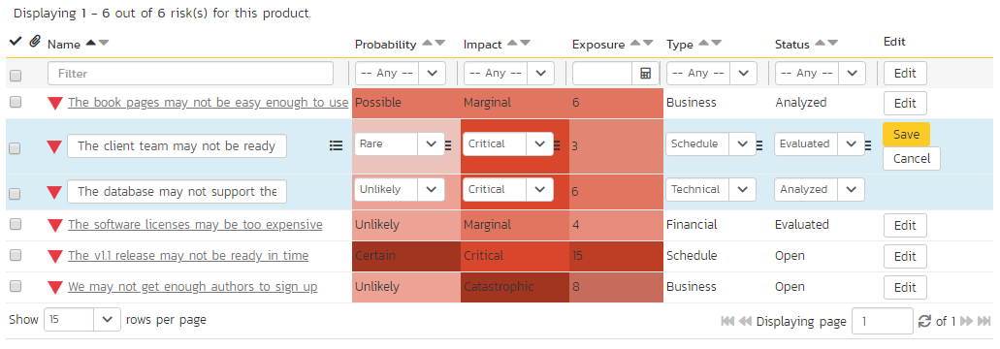 Displaying 1 - 6 out of 6 risk(s) for this product.
Name Probability Impact Exposure Type Status Edit
Filter -- Any -- -- Any -- -- Any -- -- Any -- Edit
The book pages may not be easy enough to use Possible Marginal 6 Business Analyzed Edit
The client team may not be ready Rare Critical 3 Schedule Evaluated Save
Cancel
The database may not support the Unlikely Critical 6 Technical Analyzed
The software licenses may be too expensive Unlikely Marginal 4 Financial Evaluated Edit
The v1.1 release may not be ready in time Certain Critical 15 Schedule Open Edit
We may not get enough authors to sign up Unlikely Catastrophic 8 Business Open Edit
Show 15 rows per page Displaying page 1 of 1